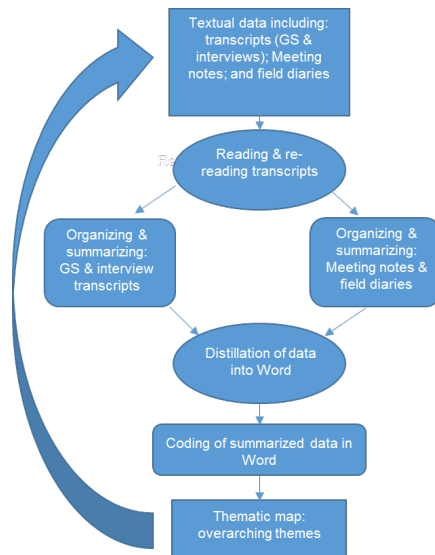 Textual data including:
transcripts (GS &
interviews); Meeting
notes; and field diaries
Reading & re-
reading transcripts
Organizing &
summarizing:
GS & interview
transcripts
Organizing &
summarizing:
Meeting notes &
field diaries
Distillation of data
into Word
Coding of summarized data in
Word
Thematic map:
overarching themes